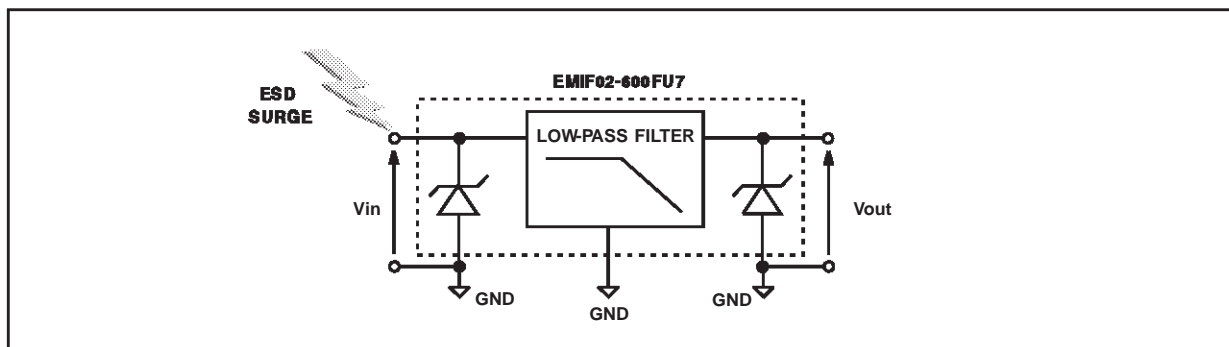 EMIF02-600FU7
ESD
SURGE
LOW-PASS FILTER
Vin
Vout
GND
GND
GND